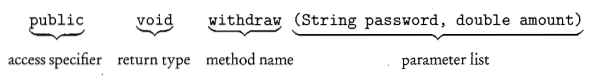 public void withdraw (String password, double amount)
access specifier return type method name parameter list